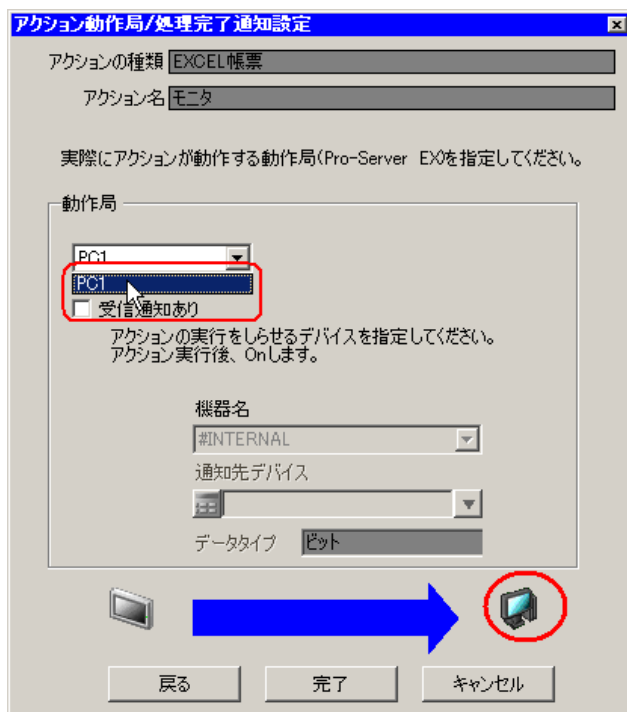 アクション動作局/処理完了通知設定
アクションの種類 EXCEL帳票
アクション名 モニタ
実際にアクションが動作する動作局(Pro-Server EX)を指定してください。
動作局
PC1
PC1
受信通知あり
アクションの実行をしらせるデバイスを指定してください。
アクション実行後、Onします。
機器名
#INTERNAL
通知先デバイス
データタイプ ビット
戻る 完了 キャンセル